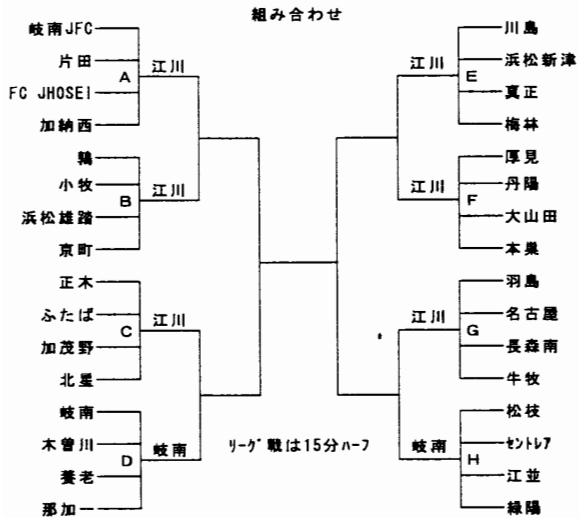 組み合わせ
岐南JFC
片田
FC JHOSEI
加納西
A
江川
鶉
小牧
浜松雄踏
京町
B
江川
正木
ふたば
加茂野
北星
C
江川
岐南
木曽川
養老
那加一
D
岐南
リーグ戦は15分ハーフ
川島
浜松新津
真正
梅林
E
江川
厚見
丹陽
大山田
本巣
F
江川
羽島
名古屋
長森南
牛牧
G
江川
松枝
セントレア
江並
緑陽
H
岐南